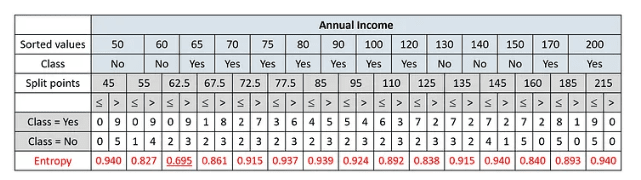 Annual Income
Sorted values 50 60 65 70 75 80 90 100 120 130 140 150 170 200
Class No No Yes Yes Yes Yes Yes Yes Yes No No No Yes Yes
Split points 45 55 62.5 67.5 72.5 77.5 85 95 110 125 135 145 160 185 215
≤ > ≤ > ≤ > ≤ > ≤ > ≤ > ≤ > ≤ > ≤ > ≤ > ≤ > ≤ > ≤ > ≤ > ≤ >
Class = Yes 0 9 0 9 0 9 1 8 2 7 3 6 4 5 5 4 6 3 7 2 7 2 7 2 7 2 8 1 9 0
Class = No 0 5 1 4 2 3 2 3 2 3 2 3 2 3 2 3 2 3 2 3 3 2 4 1 5 0 5 0 5 0
Entropy 0.940 0.827 0.695 0.861 0.915 0.937 0.939 0.924 0.892 0.838 0.915 0.940 0.840 0.893 0.940